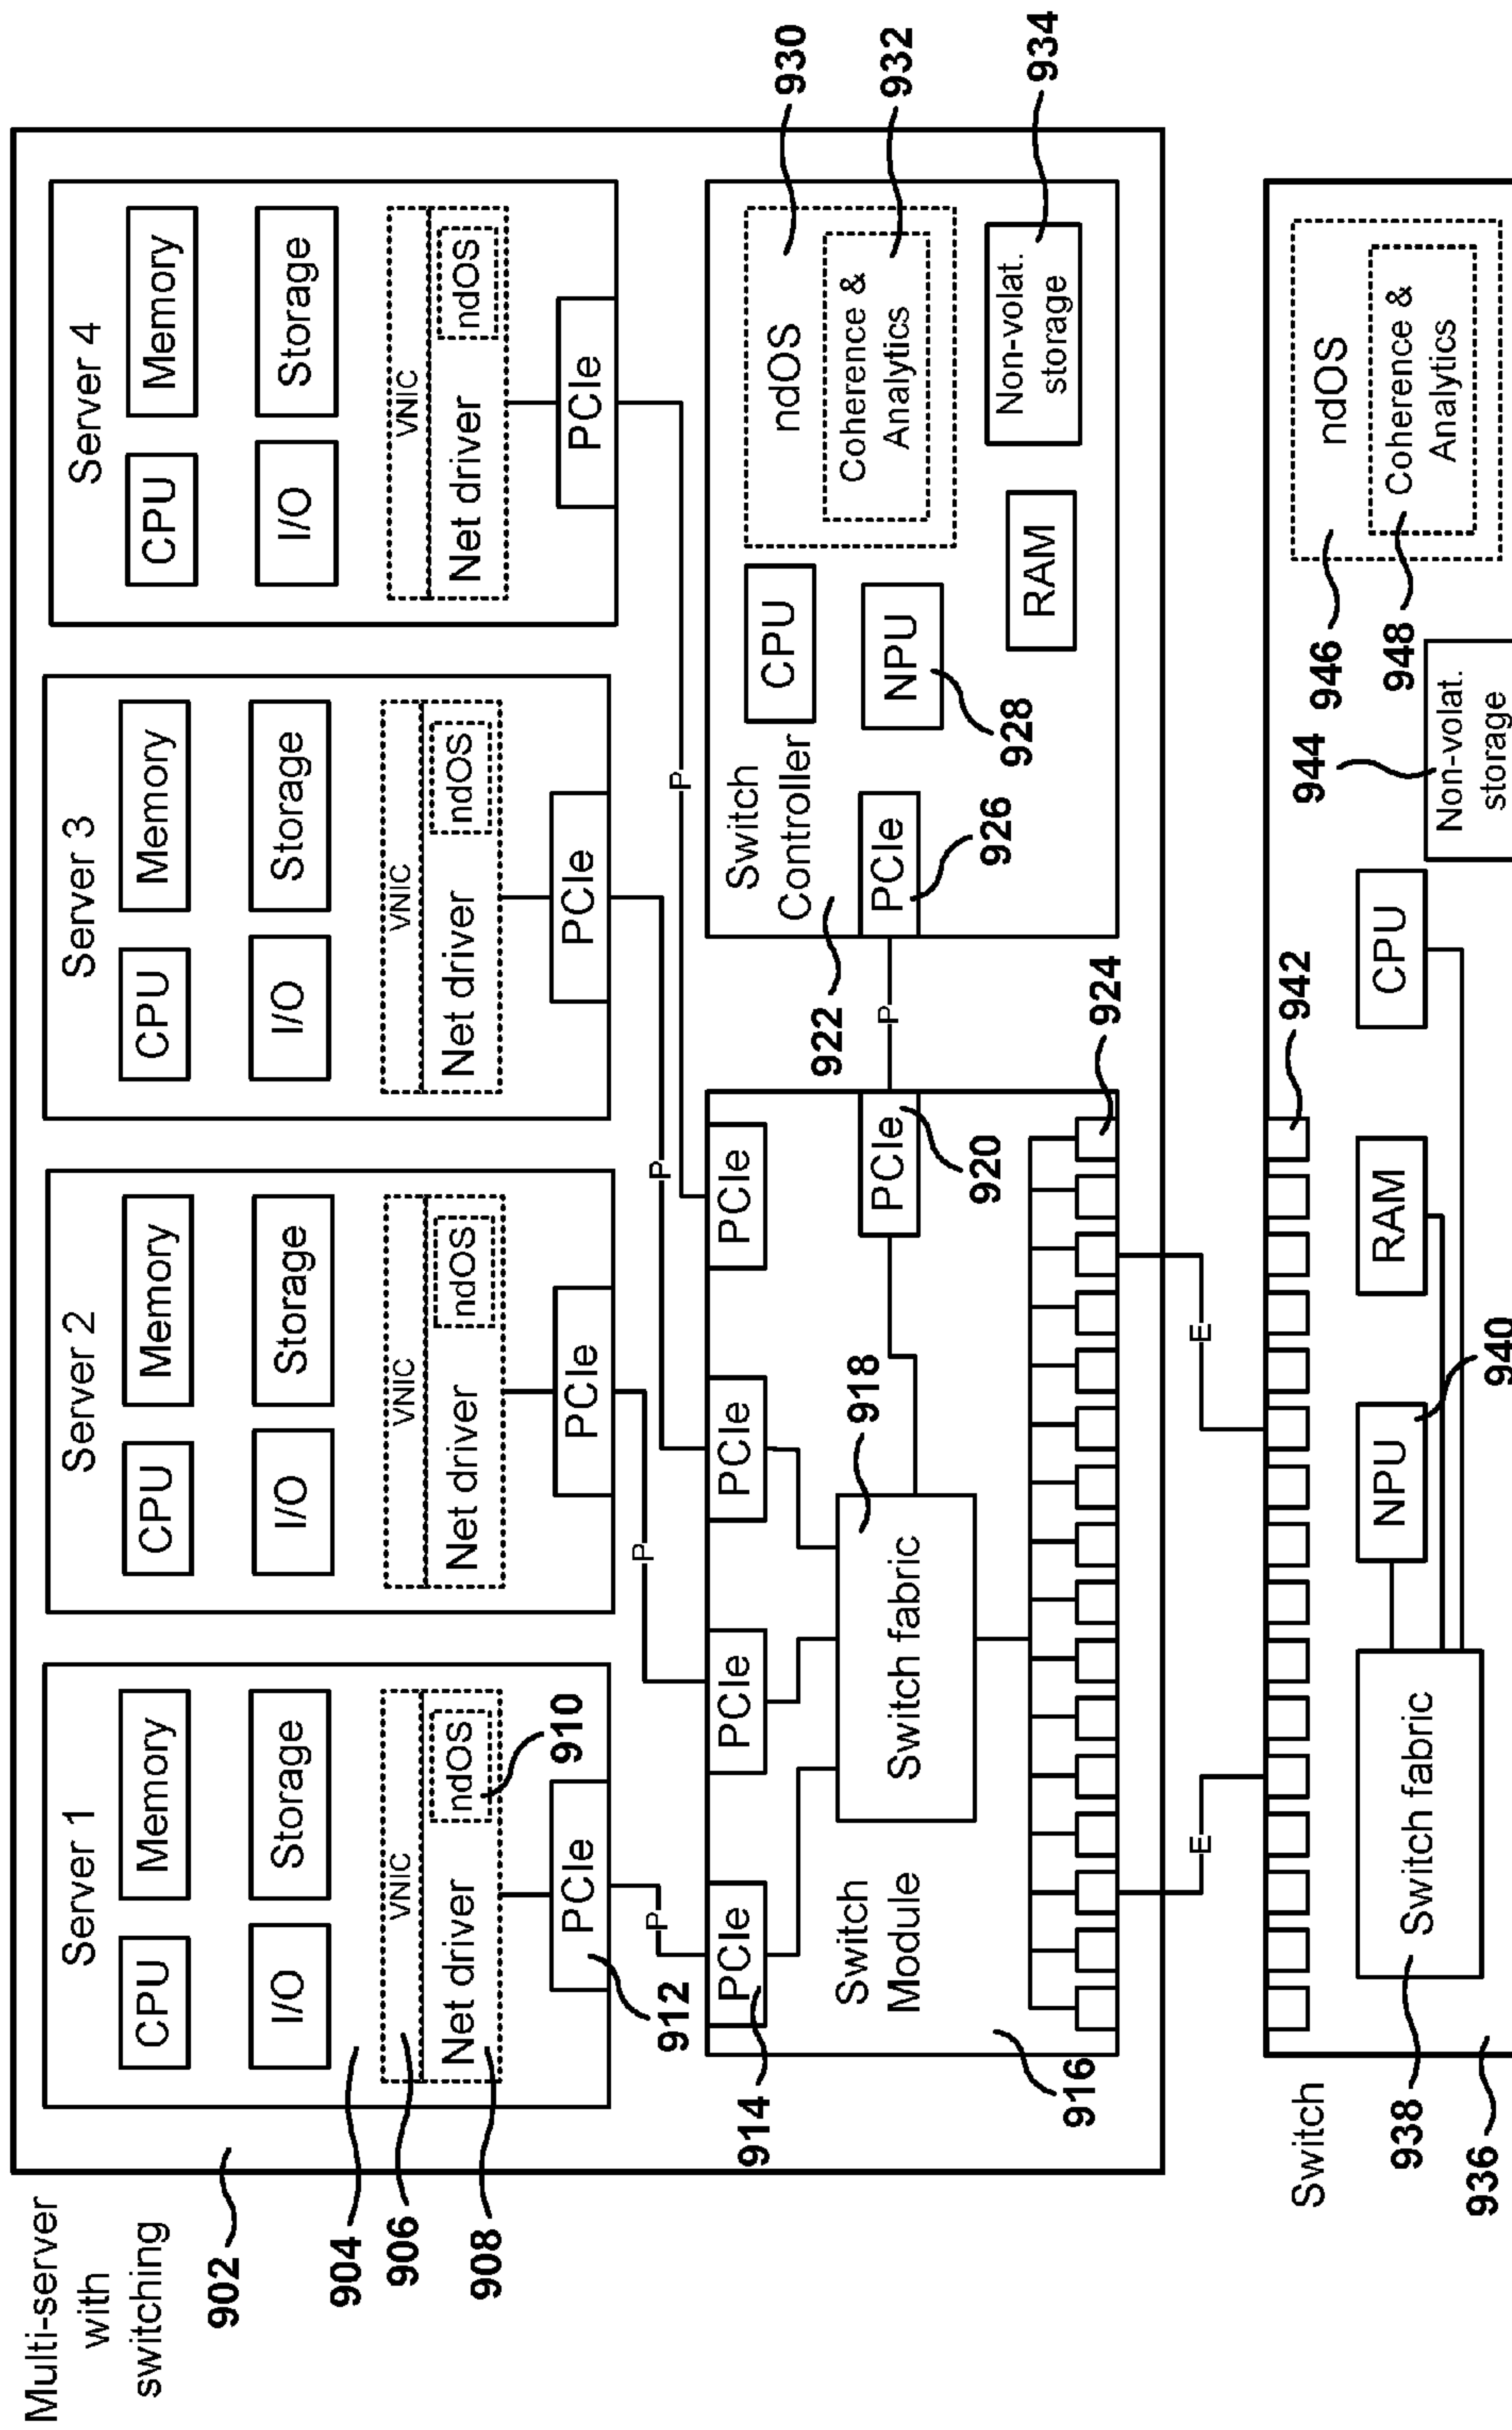 Multi-server
with
switching
902
904
906
908
Server 1
CPU
Memory
I/O
Storage
VNIC
Net driver
ndOS
910
PCIe
912
Server 2
CPU
Memory
I/O
Storage
VNIC
Net driver
ndOS
PCIe
Server 3
CPU
Memory
I/O
Storage
VNIC
Net driver
ndOS
PCIe
Server 4
CPU
Memory
I/O
Storage
VNIC
Net driver
ndOS
PCIe
P
P
P
P
914
PCIe
PCIe
PCIe
PCIe
Switch
Module
916
Switch fabric
918
PCIe
920
924
P
922
Switch
Controller
PCIe
926
CPU
NPU
928
RAM
ndOS
930
Coherence &
Analytics
932
Non-volat.
storage
934
E
E
Switch
936
938
Switch fabric
NPU
940
RAM
942
CPU
944
Non-volat.
storage
946
ndOS
948
Coherence &
Analytics